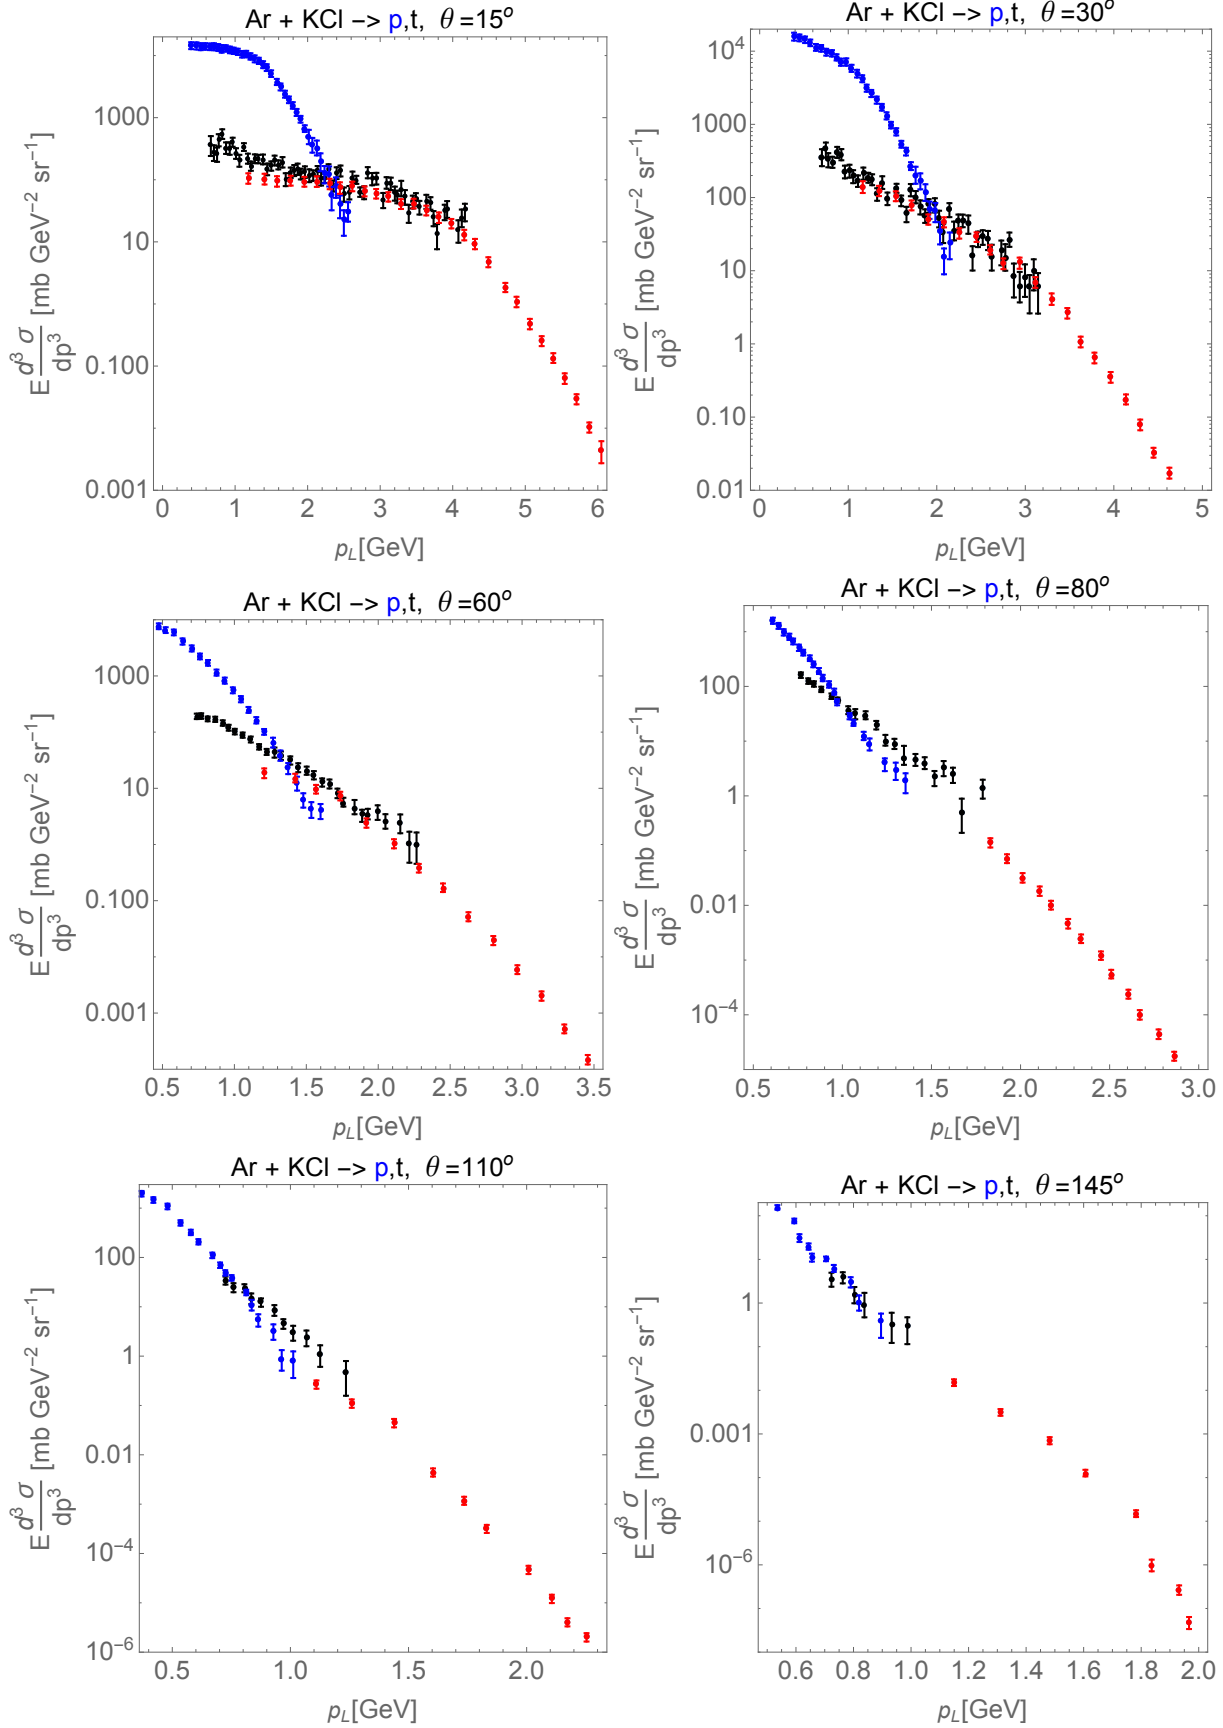 Ar + KCl −> p,t, θ =15°
1000
10
0.100
0.001
E d³ σ / dp³ [mb GeV⁻² sr⁻¹]
0 1 2 3 4 5 6
p_L[GeV]
Ar + KCl −> p,t, θ =30°
10⁴
1000
100
10
1
0.10
0.01
E d³ σ / dp³ [mb GeV⁻² sr⁻¹]
0 1 2 3 4 5
p_L[GeV]
Ar + KCl −> p,t, θ =60°
1000
10
0.100
0.001
E d³ σ / dp³ [mb GeV⁻² sr⁻¹]
0.5 1.0 1.5 2.0 2.5 3.0 3.5
p_L[GeV]
Ar + KCl −> p,t, θ =80°
100
1
0.01
10⁻⁴
E d³ σ / dp³ [mb GeV⁻² sr⁻¹]
0.5 1.0 1.5 2.0 2.5 3.0
p_L[GeV]
Ar + KCl −> p,t, θ =110°
100
1
0.01
10⁻⁴
10⁻⁶
E d³ σ / dp³ [mb GeV⁻² sr⁻¹]
0.5 1.0 1.5 2.0
p_L[GeV]
Ar + KCl −> p,t, θ =145°
1
0.001
10⁻⁶
E d³ σ / dp³ [mb GeV⁻² sr⁻¹]
0.6 0.8 1.0 1.2 1.4 1.6 1.8 2.0
p_L[GeV]